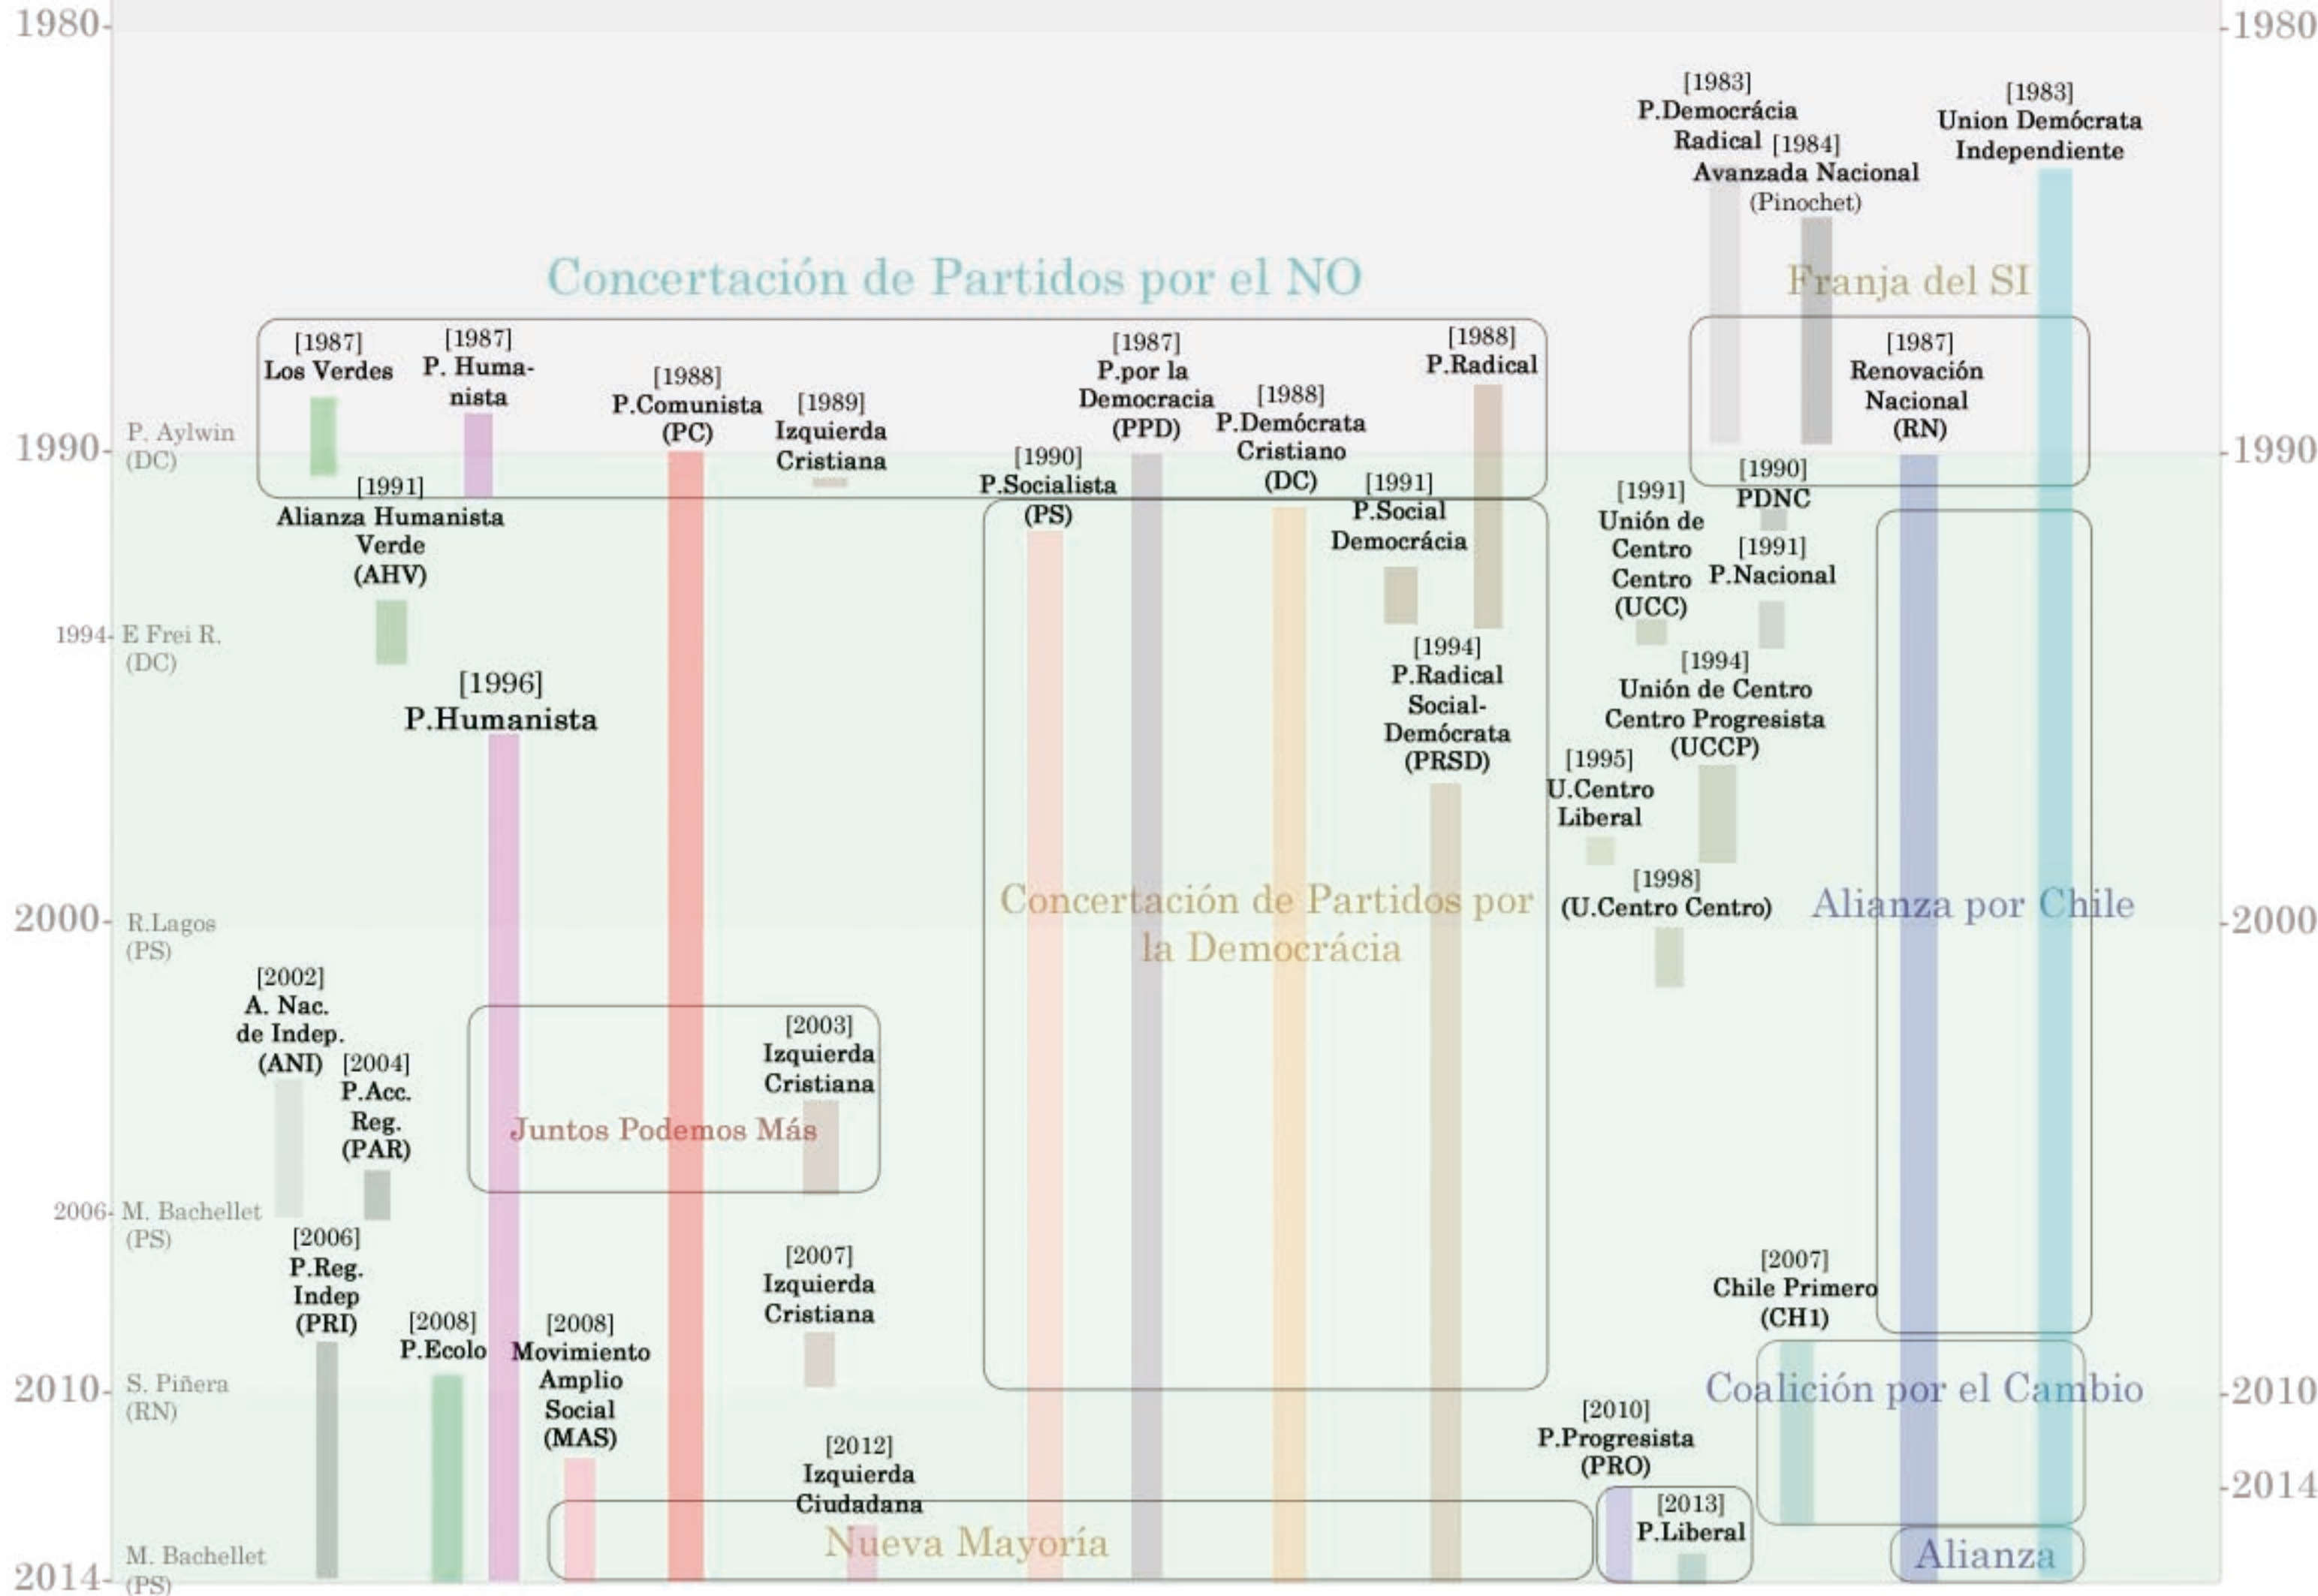 1980-
-1980
[1983]
P.Democrácia
Radical
[1984]
Avanzada Nacional
(Pinochet)
[1983]
Union Demócrata
Independiente
Concertación de Partidos por el NO
Franja del SI
[1987]
Los Verdes
[1987]
P. Huma-
nista
[1988]
P.Comunista
(PC)
[1989]
Izquierda
Cristiana
[1987]
P.por la
Democracia
(PPD)
[1988]
P.Demócrata
Cristiano
(DC)
[1988]
P.Radical
[1987]
Renovación
Nacional
(RN)
1990-
P. Aylwin
(DC)
-1990
[1991]
Alianza Humanista
Verde
(AHV)
[1990]
P.Socialista
(PS)
[1991]
P.Social
Democrácia
[1991]
Unión de
Centro
Centro
(UCC)
[1990]
PDNC
[1991]
P.Nacional
1994-
E Frei R.
(DC)
[1996]
P.Humanista
[1994]
P.Radical
Social-
Demócrata
(PRSD)
[1994]
Unión de Centro
Centro Progresista
(UCCP)
[1995]
U.Centro
Liberal
[1998]
(U.Centro Centro)
Concertación de Partidos por
la Democrácia
Alianza por Chile
2000-
R.Lagos
(PS)
-2000
[2002]
A. Nac.
de Indep.
(ANI)
[2004]
P.Acc.
Reg.
(PAR)
[2003]
Izquierda
Cristiana
Juntos Podemos Más
2006-
M. Bachellet
(PS)
[2006]
P.Reg.
Indep
(PRI)
[2008]
P.Ecolo
[2008]
Movimiento
Amplio
Social
(MAS)
[2007]
Izquierda
Cristiana
[2007]
Chile Primero
(CH1)
2010-
S. Piñera
(RN)
Coalición por el Cambio
-2010
[2012]
Izquierda
Ciudadana
[2010]
P.Progresista
(PRO)
[2013]
P.Liberal
-2014
Nueva Mayoría
Alianza
M. Bachellet
(PS)
2014-